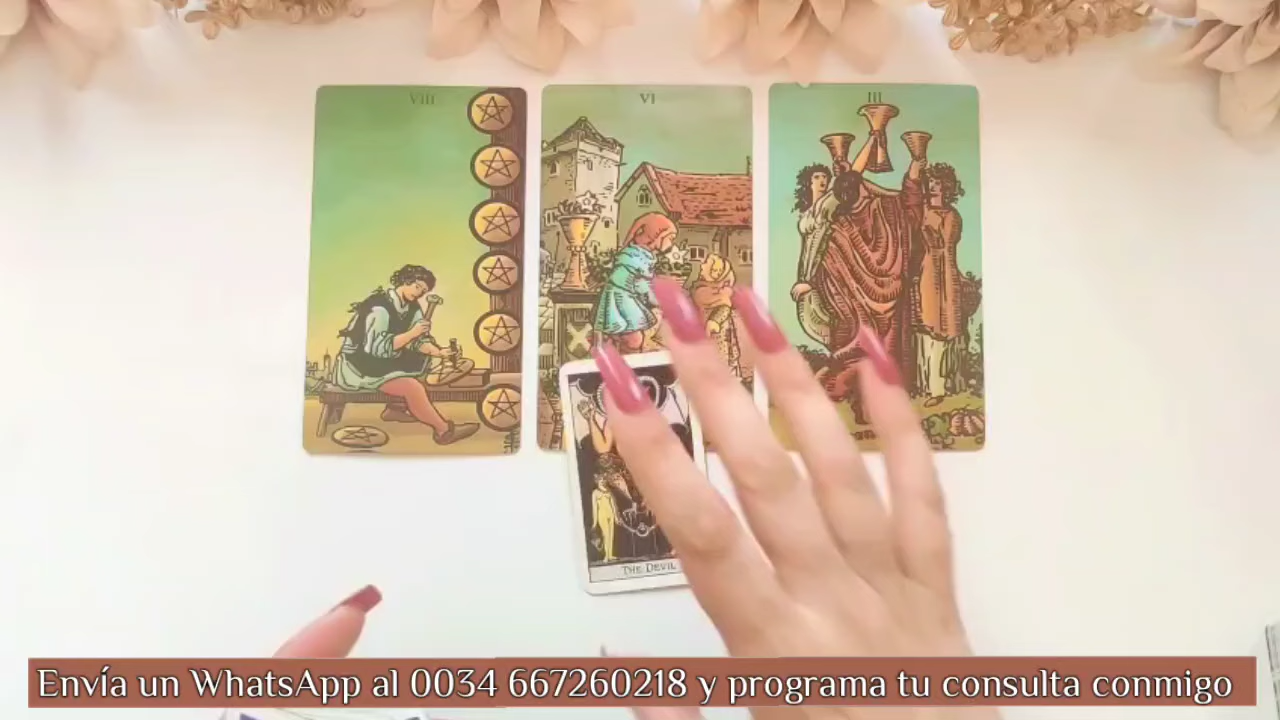 VIII
VI
III
THE DEVIL
Envía un WhatsApp al 0034 667260218 y programa tu consulta conmigo